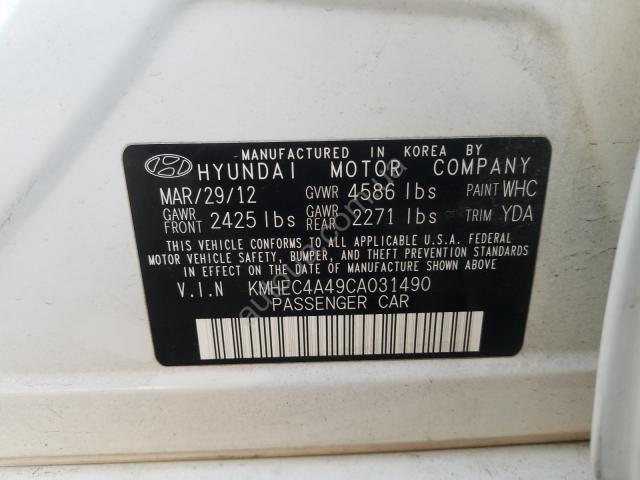 MANUFACTURED IN KOREA BY
HYUNDAI MOTOR COMPANY
MAR/29/12 GVWR 4586 lbs PAINT WHC
GAWR FRONT 2425 lbs GAWR REAR 2271 lbs TRIM YDA
THIS VEHICLE CONFORMS TO ALL APPLICABLE U.S.A. FEDERAL
MOTOR VEHICLE SAFETY, BUMPER, AND THEFT PREVENTION STANDARDS
IN EFFECT ON THE DATE OF MANUFACTURE SHOWN ABOVE.
V.I.N KMHEC4A49CA031490
PASSENGER CAR